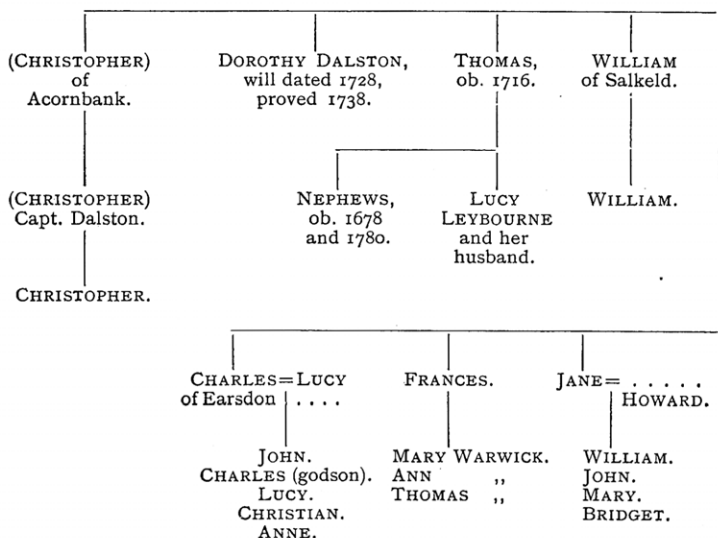 (CHRISTOPHER)
of
Acornbank.
DOROTHY DALSTON,
will dated 1728,
proved 1738.
THOMAS,
ob. 1716.
WILLIAM
of Salkeld.
(CHRISTOPHER)
Capt. Dalston.
NEPHEWS,
ob. 1678
and 1780.
LUCY
LEYBOURNE
and her
husband.
WILLIAM.
CHRISTOPHER.
CHARLES=LUCY
of Earsdon . . . .
FRANCES.
JANE= . . . . .
HOWARD.
JOHN.
CHARLES (godson).
LUCY.
CHRISTIAN.
ANNE.
MARY WARWICK.
ANN ,,
THOMAS ,,
WILLIAM.
JOHN.
MARY.
BRIDGET.